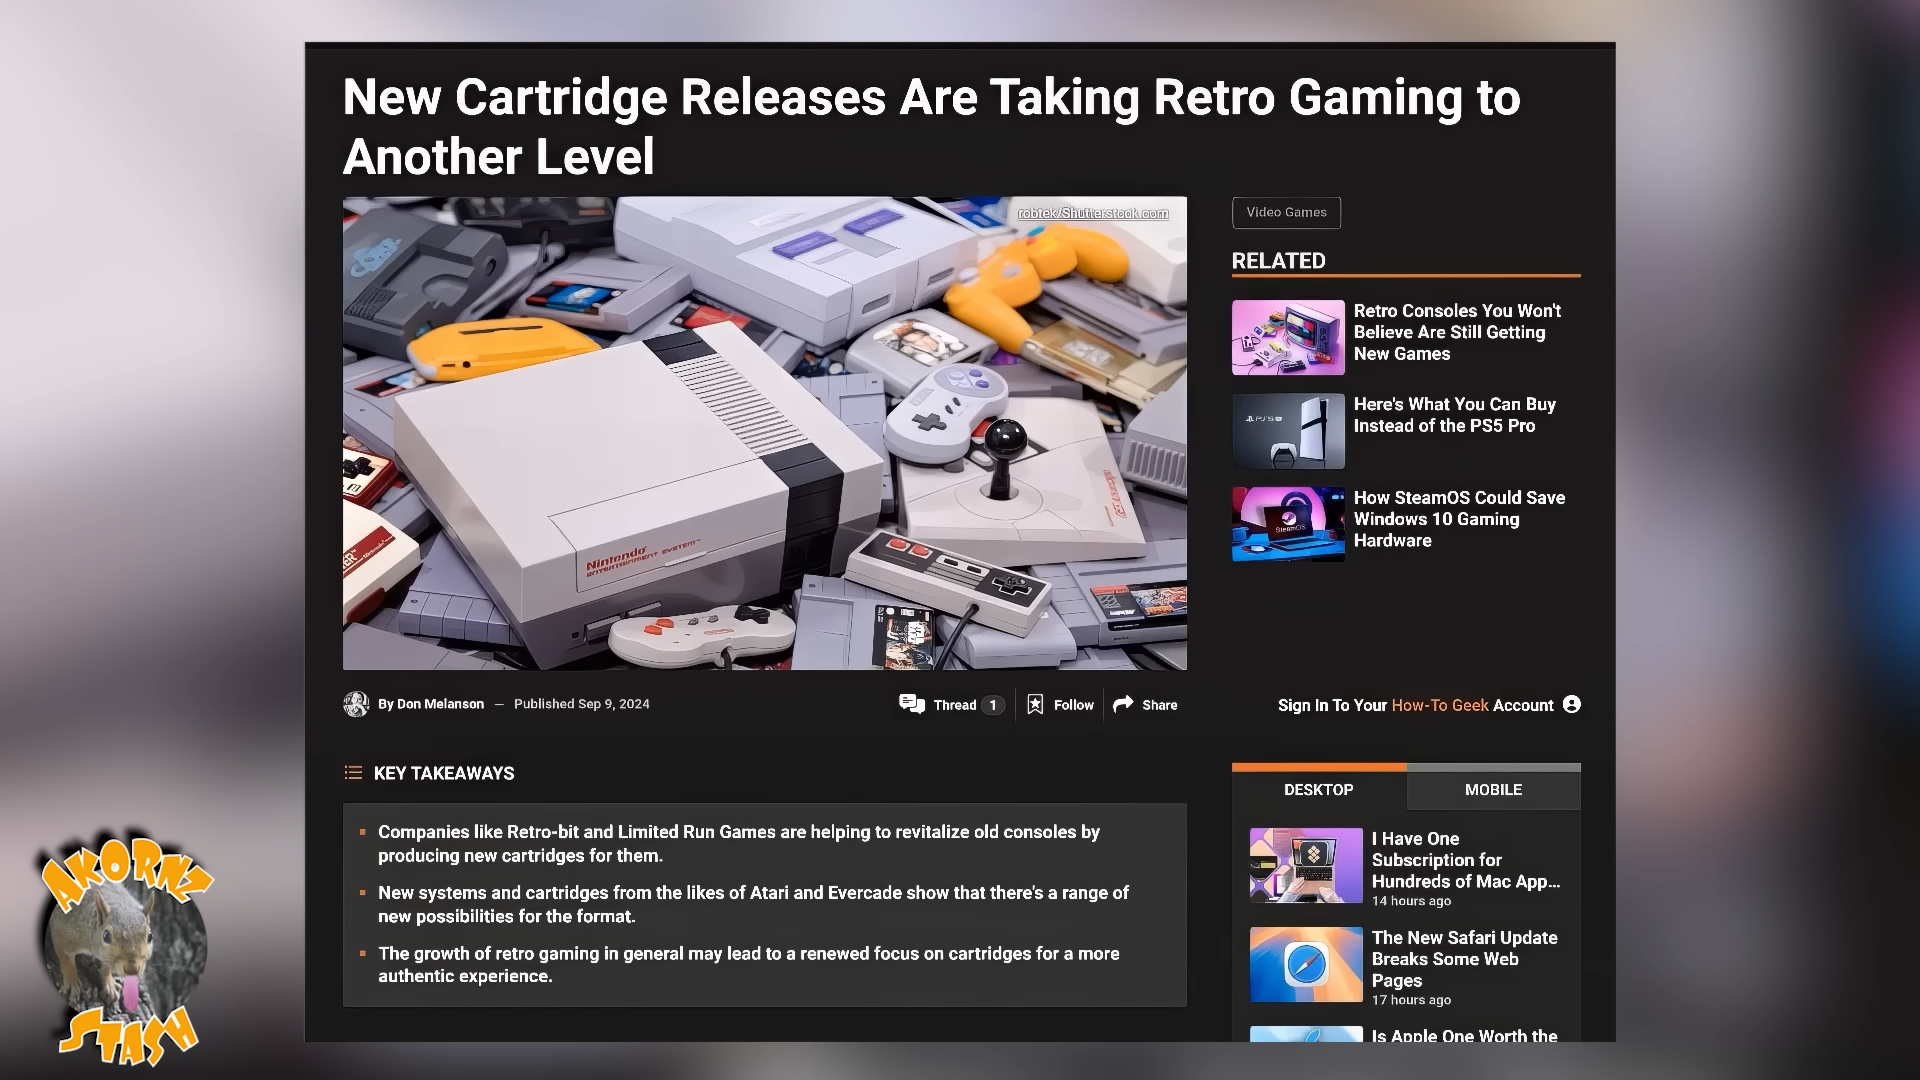 New Cartridge Releases Are Taking Retro Gaming to
Another Level
robtek/Shutterstock.com
Nintendo
ENTERTAINMENT SYSTEM
Video Games
RELATED
Retro Consoles You Won't
Believe Are Still Getting
New Games
Here's What You Can Buy
Instead of the PS5 Pro
How SteamOS Could Save
Windows 10 Gaming
Hardware
By Don Melanson — Published Sep 9, 2024
Thread 1
Follow
Share
Sign In To Your How-To Geek Account
KEY TAKEAWAYS
Companies like Retro-bit and Limited Run Games are helping to revitalize old consoles by
producing new cartridges for them.
New systems and cartridges from the likes of Atari and Evercade show that there's a range of
new possibilities for the format.
The growth of retro gaming in general may lead to a renewed focus on cartridges for a more
authentic experience.
DESKTOP
MOBILE
I Have One
Subscription for
Hundreds of Mac App...
14 hours ago
The New Safari Update
Breaks Some Web
Pages
17 hours ago
Is Apple One Worth the
AKORNZ
STASH